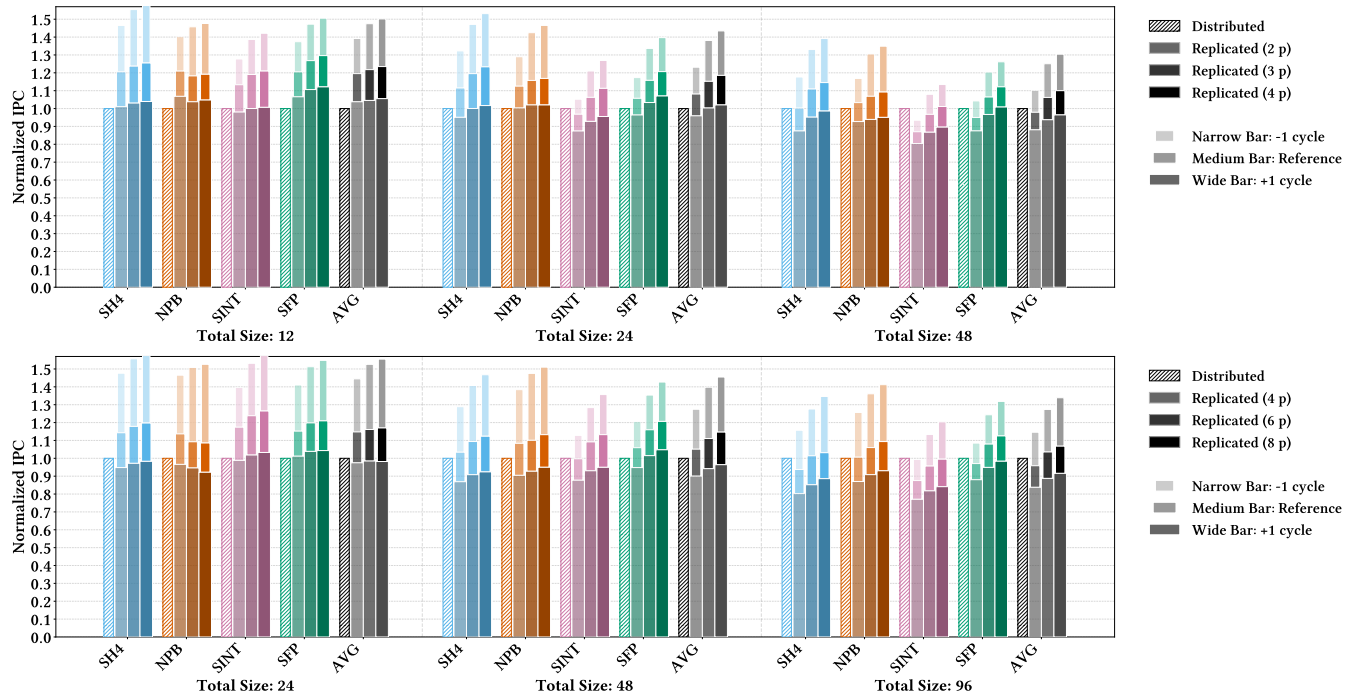 Normalized IPC
1.5
1.4
1.3
1.2
1.1
1.0
0.9
0.8
0.7
0.6
0.5
0.4
0.3
0.2
0.1
0.0
SH4 NPB SINT SFP AVG
Total Size: 12
SH4 NPB SINT SFP AVG
Total Size: 24
SH4 NPB SINT SFP AVG
Total Size: 48
Distributed
Replicated (2 p)
Replicated (3 p)
Replicated (4 p)
Narrow Bar: -1 cycle
Medium Bar: Reference
Wide Bar: +1 cycle
Normalized IPC
1.5
1.4
1.3
1.2
1.1
1.0
0.9
0.8
0.7
0.6
0.5
0.4
0.3
0.2
0.1
0.0
SH4 NPB SINT SFP AVG
Total Size: 24
SH4 NPB SINT SFP AVG
Total Size: 48
SH4 NPB SINT SFP AVG
Total Size: 96
Distributed
Replicated (4 p)
Replicated (6 p)
Replicated (8 p)
Narrow Bar: -1 cycle
Medium Bar: Reference
Wide Bar: +1 cycle